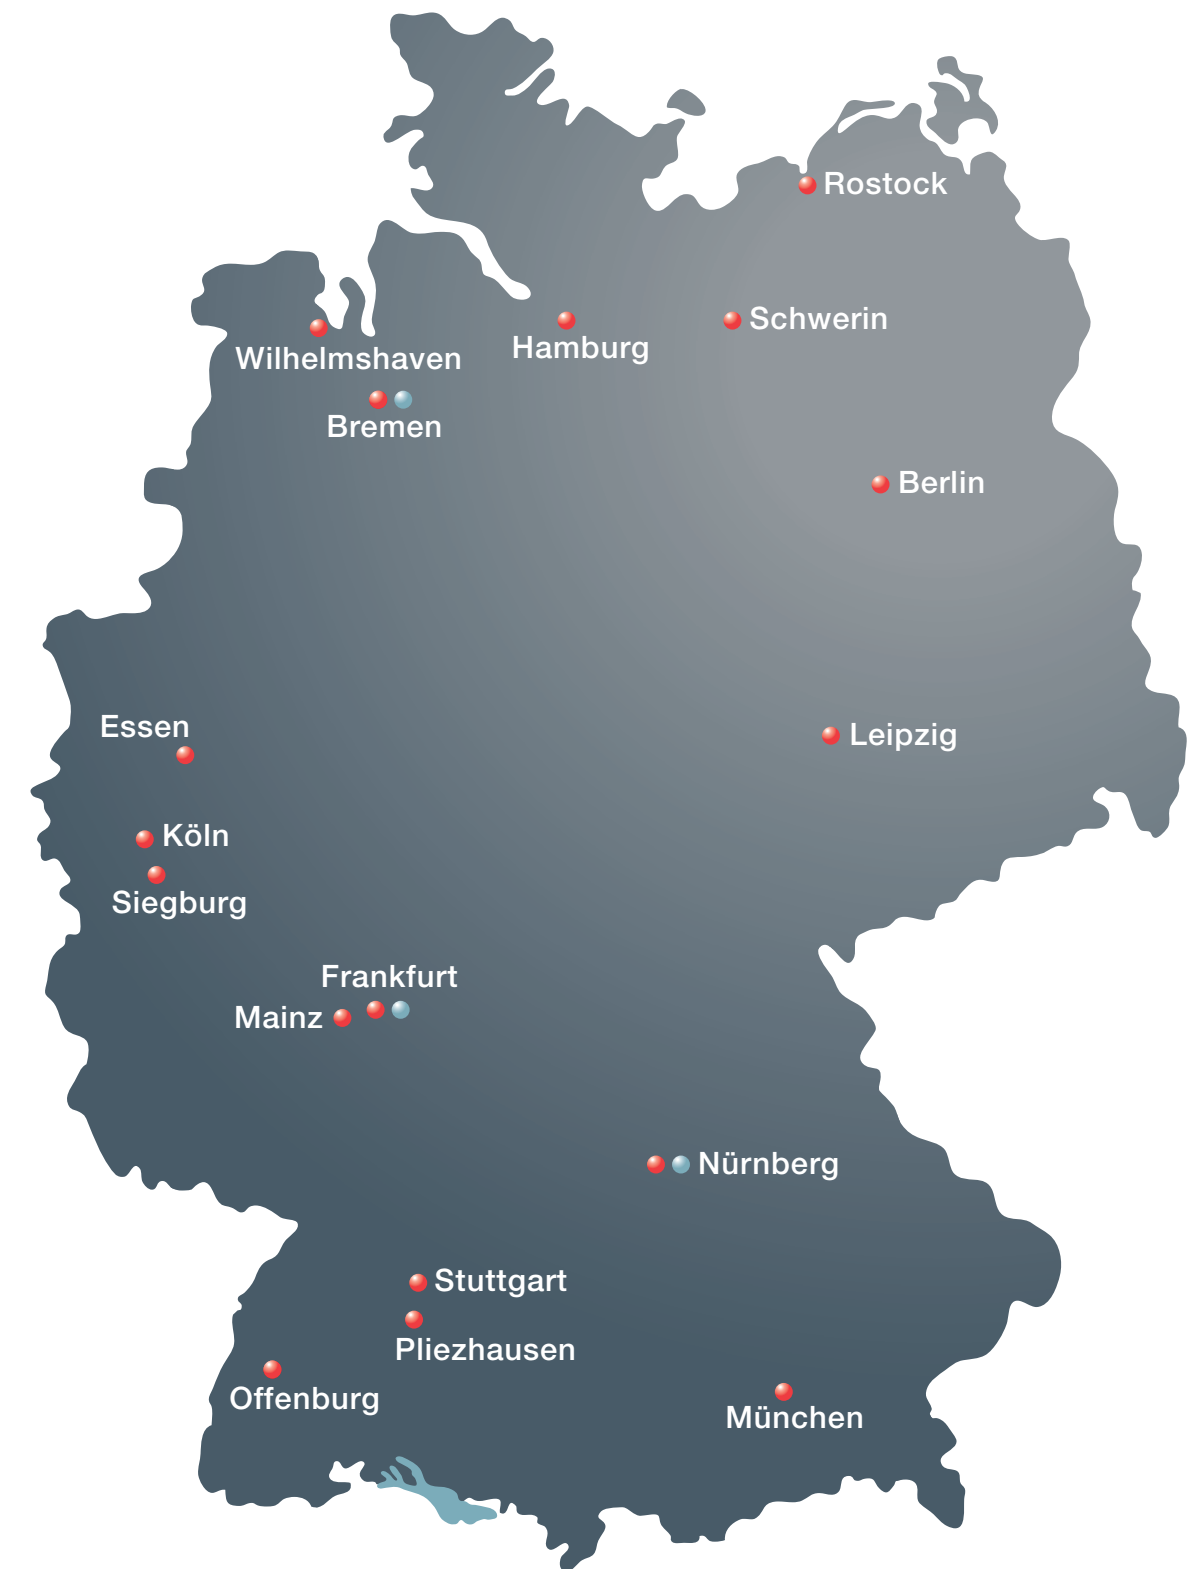 Rostock
Schwerin
Hamburg
Wilhelmshaven
Bremen
Berlin
Essen
Leipzig
Köln
Siegburg
Frankfurt
Mainz
Nürnberg
Stuttgart
Pliezhausen
Offenburg
München